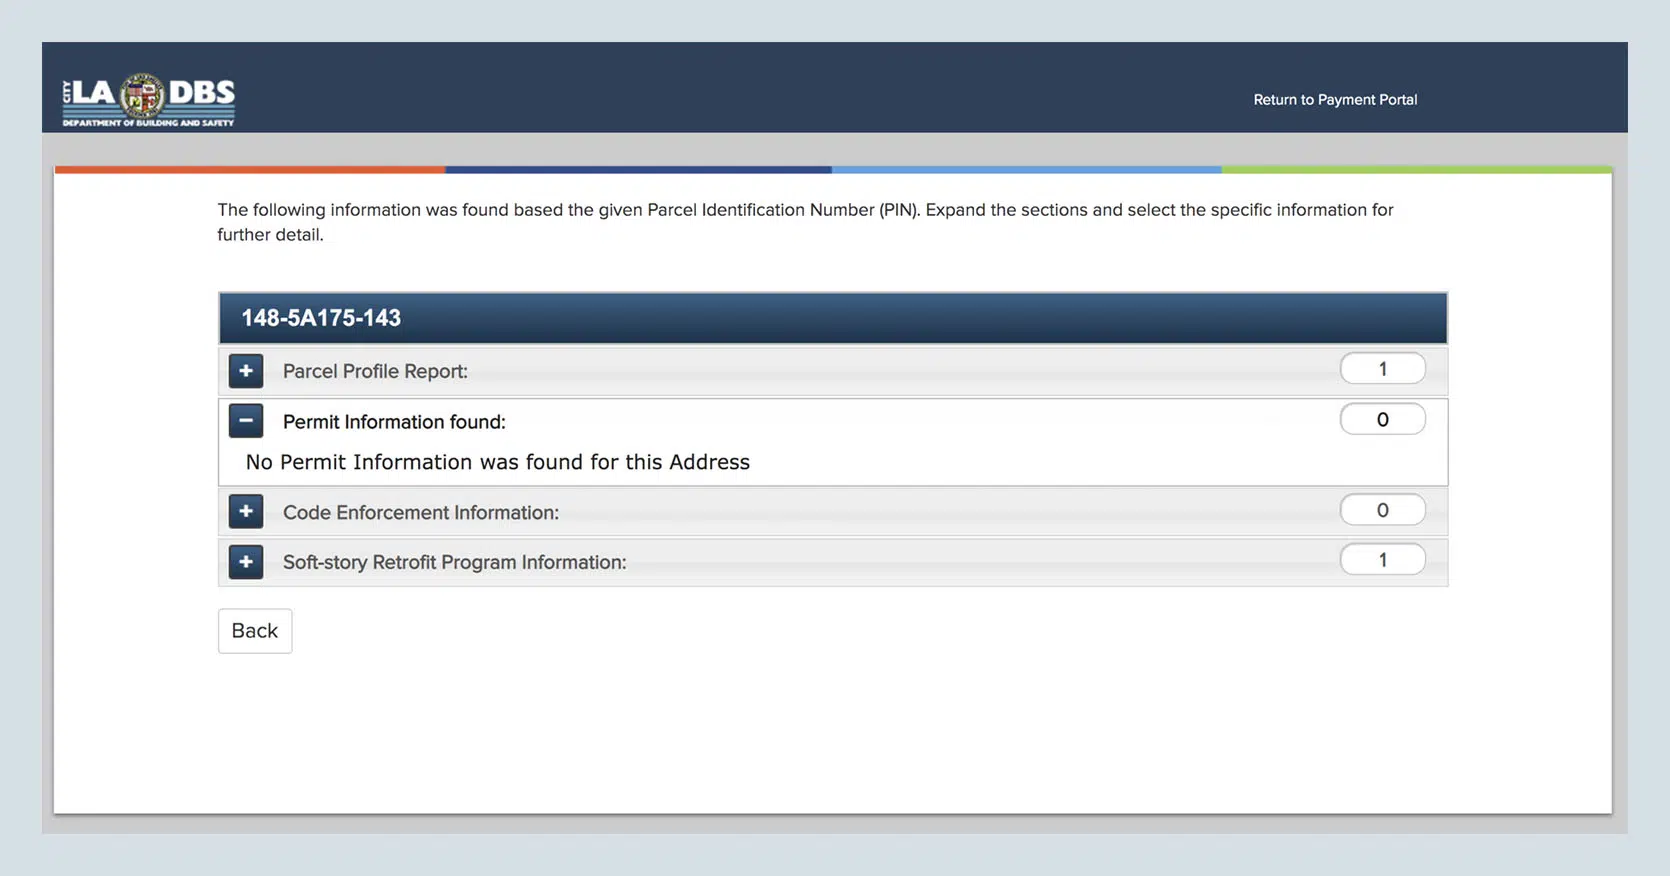 CITY LA DBS
DEPARTMENT OF BUILDING AND SAFETY
Return to Payment Portal
The following information was found based the given Parcel Identification Number (PIN). Expand the sections and select the specific information for
further detail.
148-5A175-143
+ Parcel Profile Report: 1
− Permit Information found: 0
No Permit Information was found for this Address
+ Code Enforcement Information: 0
+ Soft-story Retrofit Program Information: 1
Back